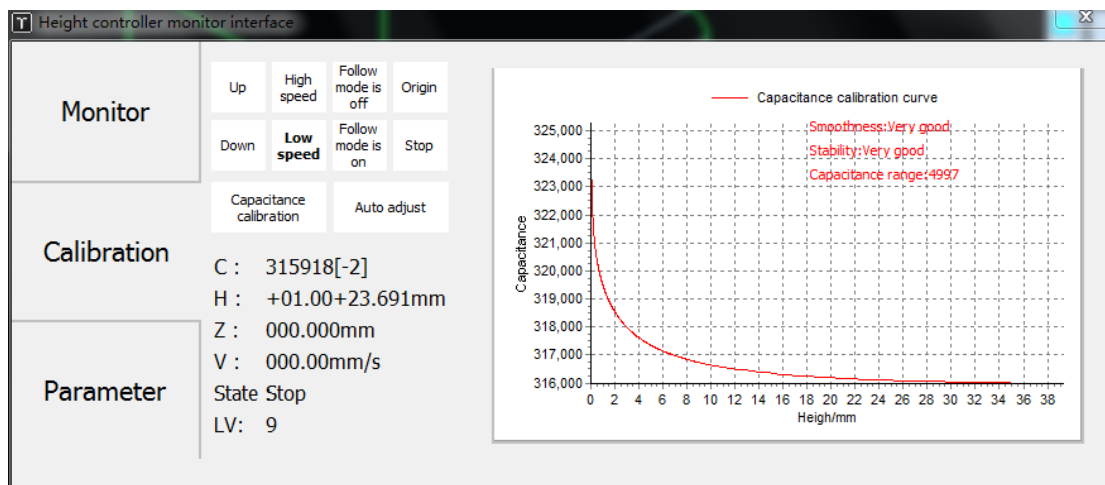 Height controller monitor interface
Monitor
Calibration
Parameter
Up
High
speed
Follow
mode is
off
Origin
Down
Low
speed
Follow
mode is
on
Stop
Capacitance
calibration
Auto adjust
C : 315918[-2]
H : +01.00+23.691mm
Z : 000.000mm
V : 000.00mm/s
State Stop
LV: 9
Capacitance calibration curve
Smoothness:Very good
Stability:Very good
Capacitance range:4997
Capacitance
325,000
324,000
323,000
322,000
321,000
320,000
319,000
318,000
317,000
316,000
0 2 4 6 8 10 12 14 16 18 20 22 24 26 28 30 32 34 36 38
Heigh/mm